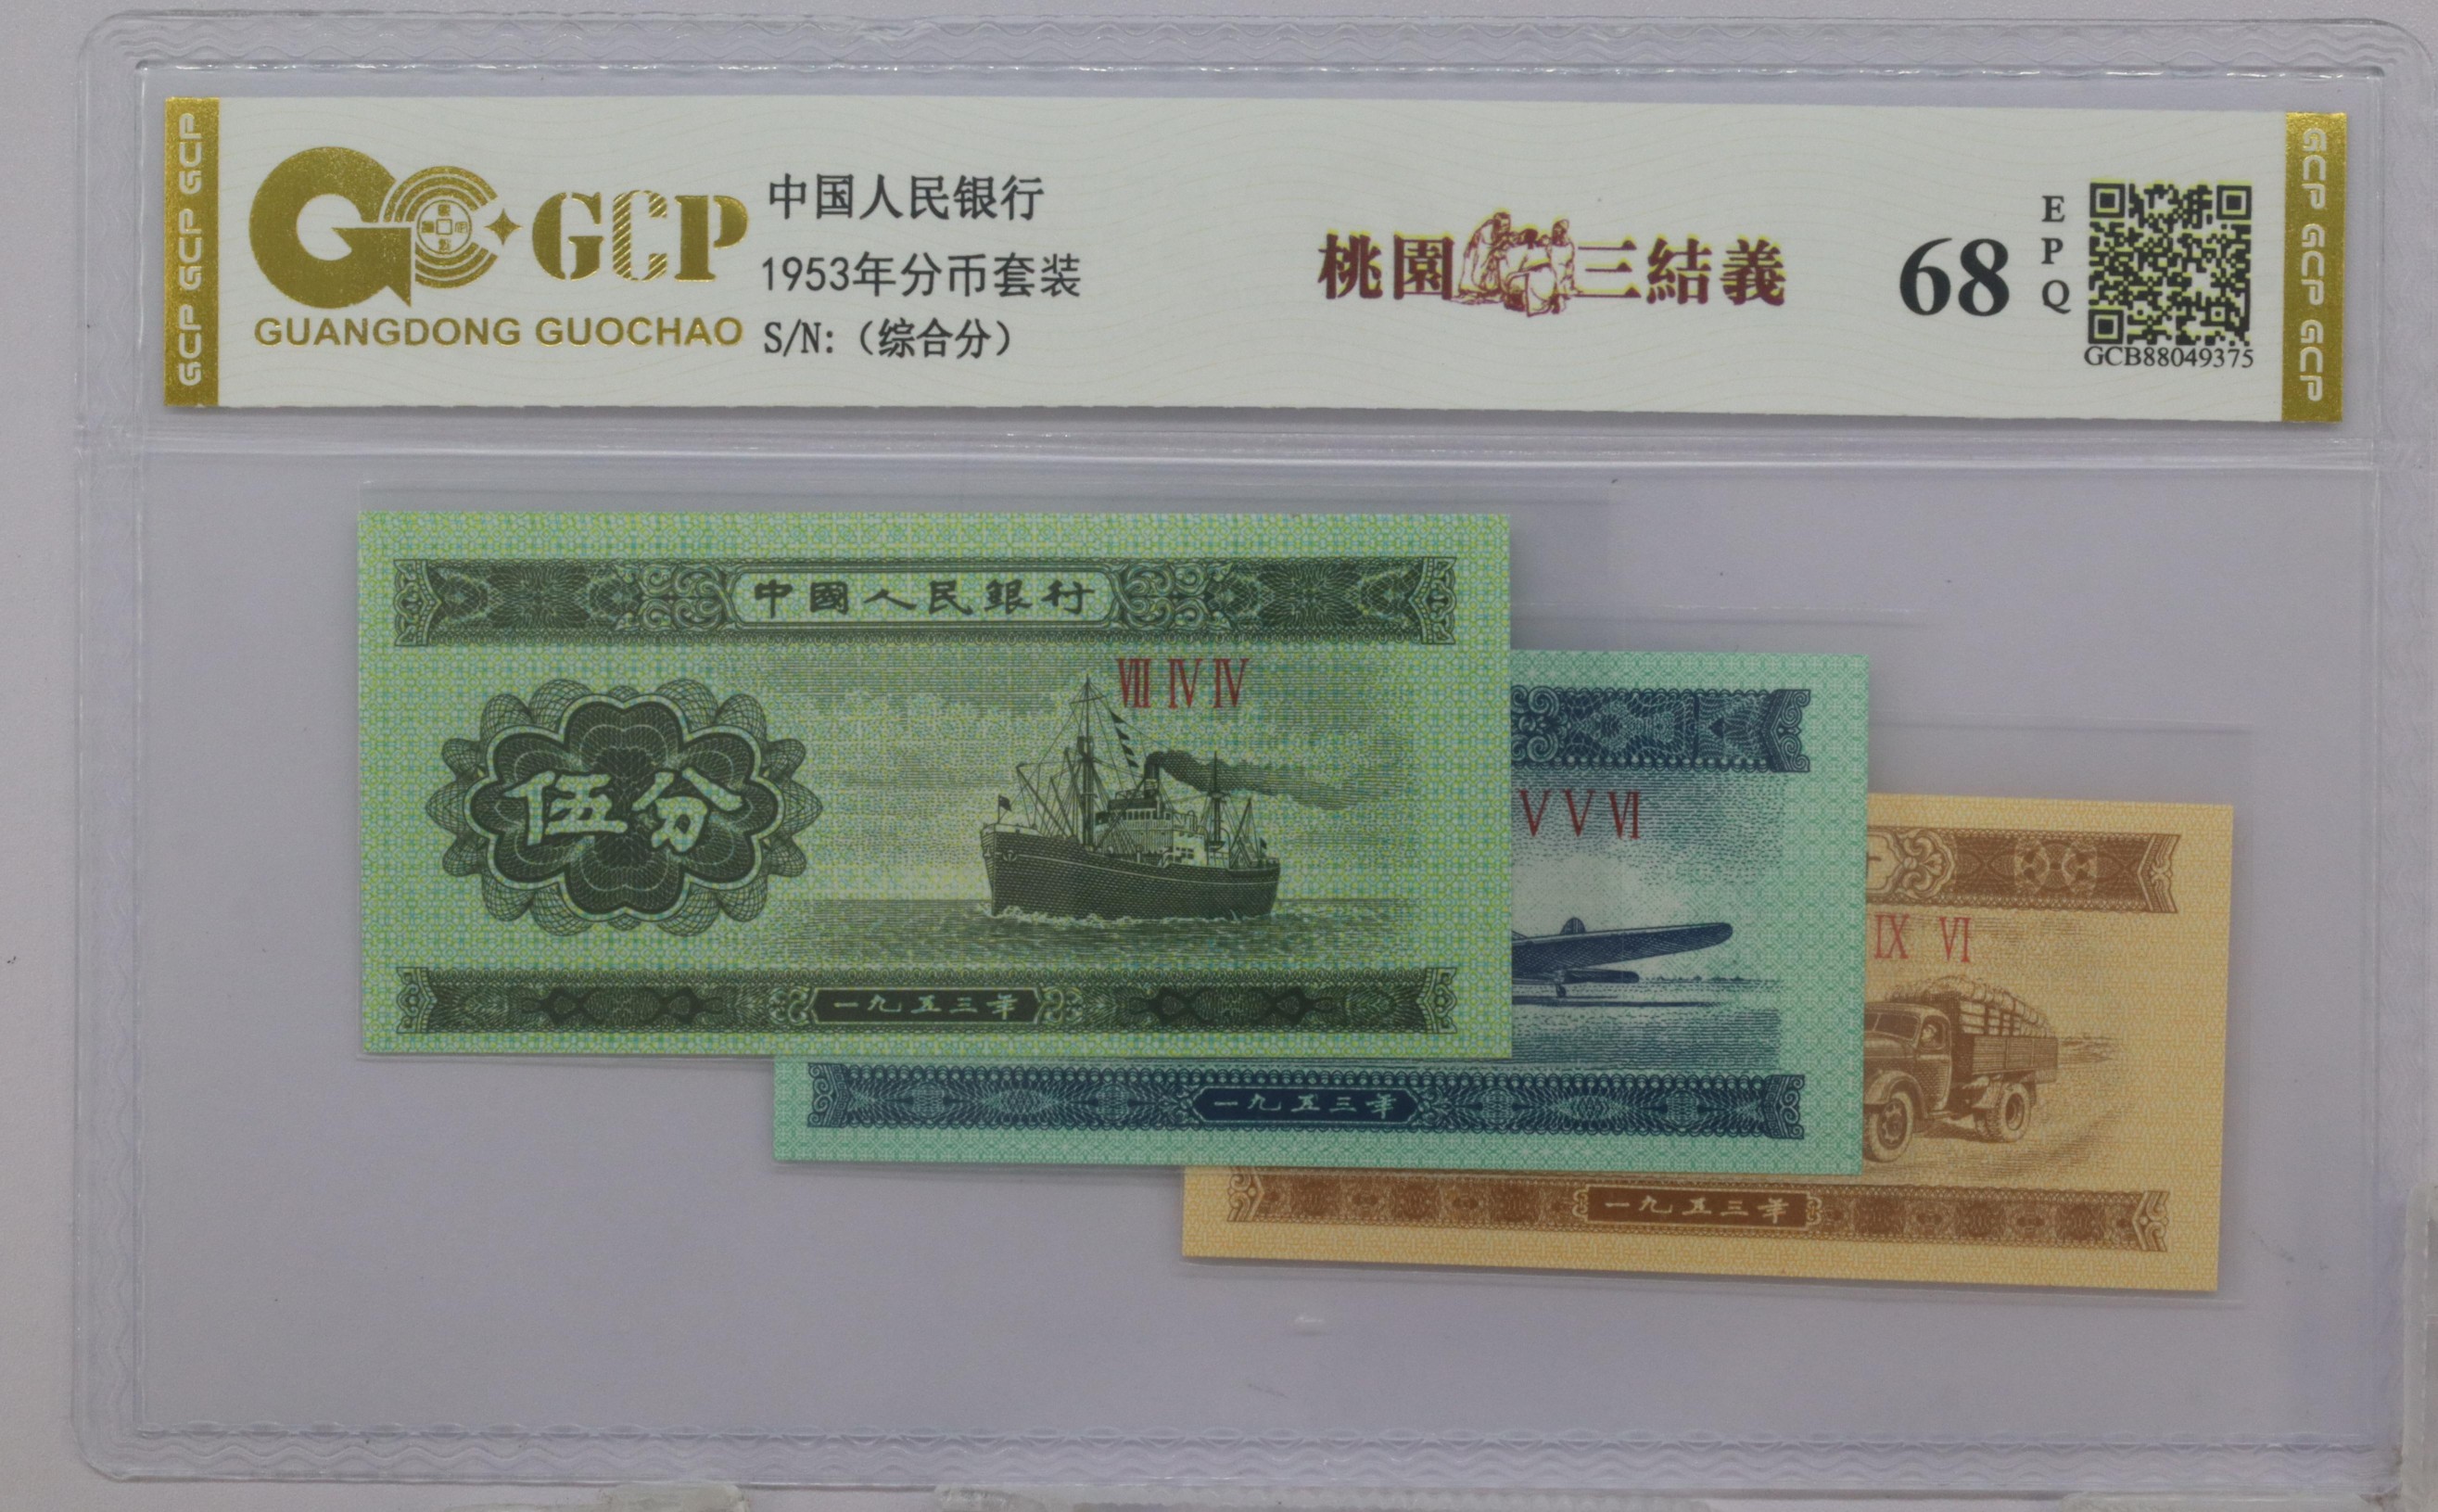 GCP GCP GCP
GCP
GUANGDONG GUOCHAO
中国人民银行
1953年分币套装
S/N:（综合分）
桃園三結義
68
EPQ
GCB88049375
GCP GCP GCP
中國人民銀行
VIII IV IV
伍分
一九五三年
V V VI
一九五三年
IX VI
一九五三年